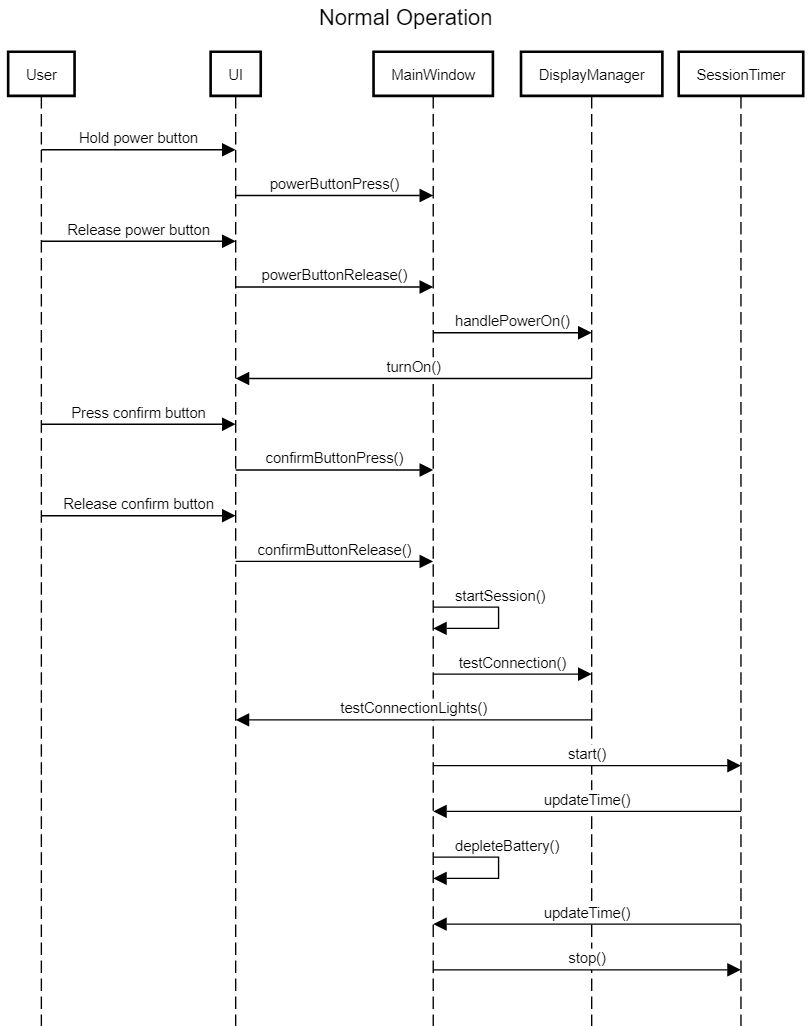 Normal Operation
User
UI
MainWindow
DisplayManager
SessionTimer
Hold power button
powerButtonPress()
Release power button
powerButtonRelease()
handlePowerOn()
turnOn()
Press confirm button
confirmButtonPress()
Release confirm button
confirmButtonRelease()
startSession()
testConnection()
testConnectionLights()
start()
updateTime()
depleteBattery()
updateTime()
stop()